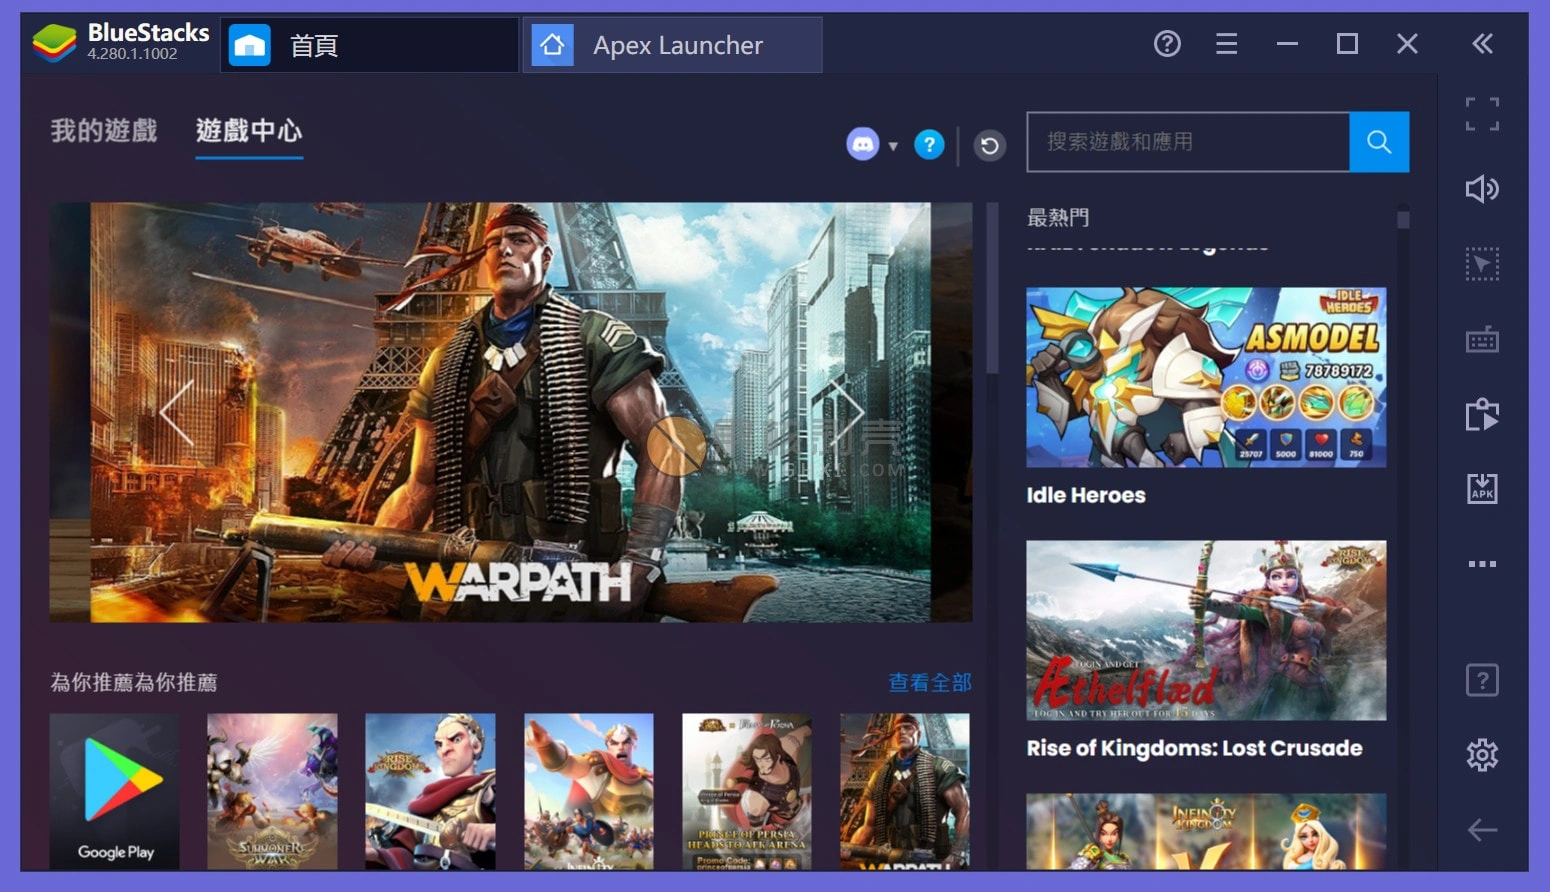 BlueStacks
4.280.1.1002
首頁
Apex Launcher
我的遊戲
遊戲中心
搜索遊戲和應用
最熱門
WARPATH
IDLE
HEROES
ASMODEL
78789172
25707
5000
81000
750
Idle Heroes
RISE OF
KINGDOMS
LOGIN AND GET
Æthelflæd
LOG IN AND TRY HER OUT FOR 15 DAYS
Rise of Kingdoms: Lost Crusade
INFINITY
KINGDOM
APK
為你推薦為你推薦
查看全部
Google Play
SUMMONERS
WAR
RISE OF
KINGDOMS
PRINCE OF PERSIA
HEADS TO AFK ARENA
Promo Code:
princeofpersia